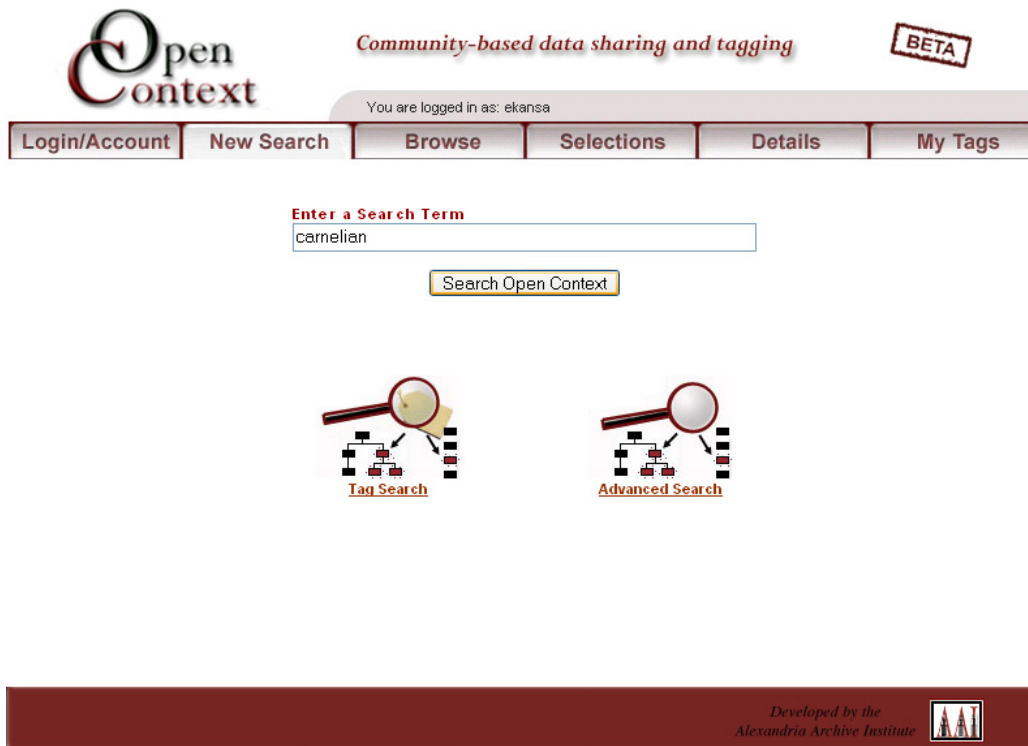 Open
Context
Community-based data sharing and tagging
BETA
You are logged in as: ekansa
Login/Account New Search Browse Selections Details My Tags
Enter a Search Term
carnelian
Search Open Context
Tag Search Advanced Search
Developed by the
Alexandria Archive Institute
AAI